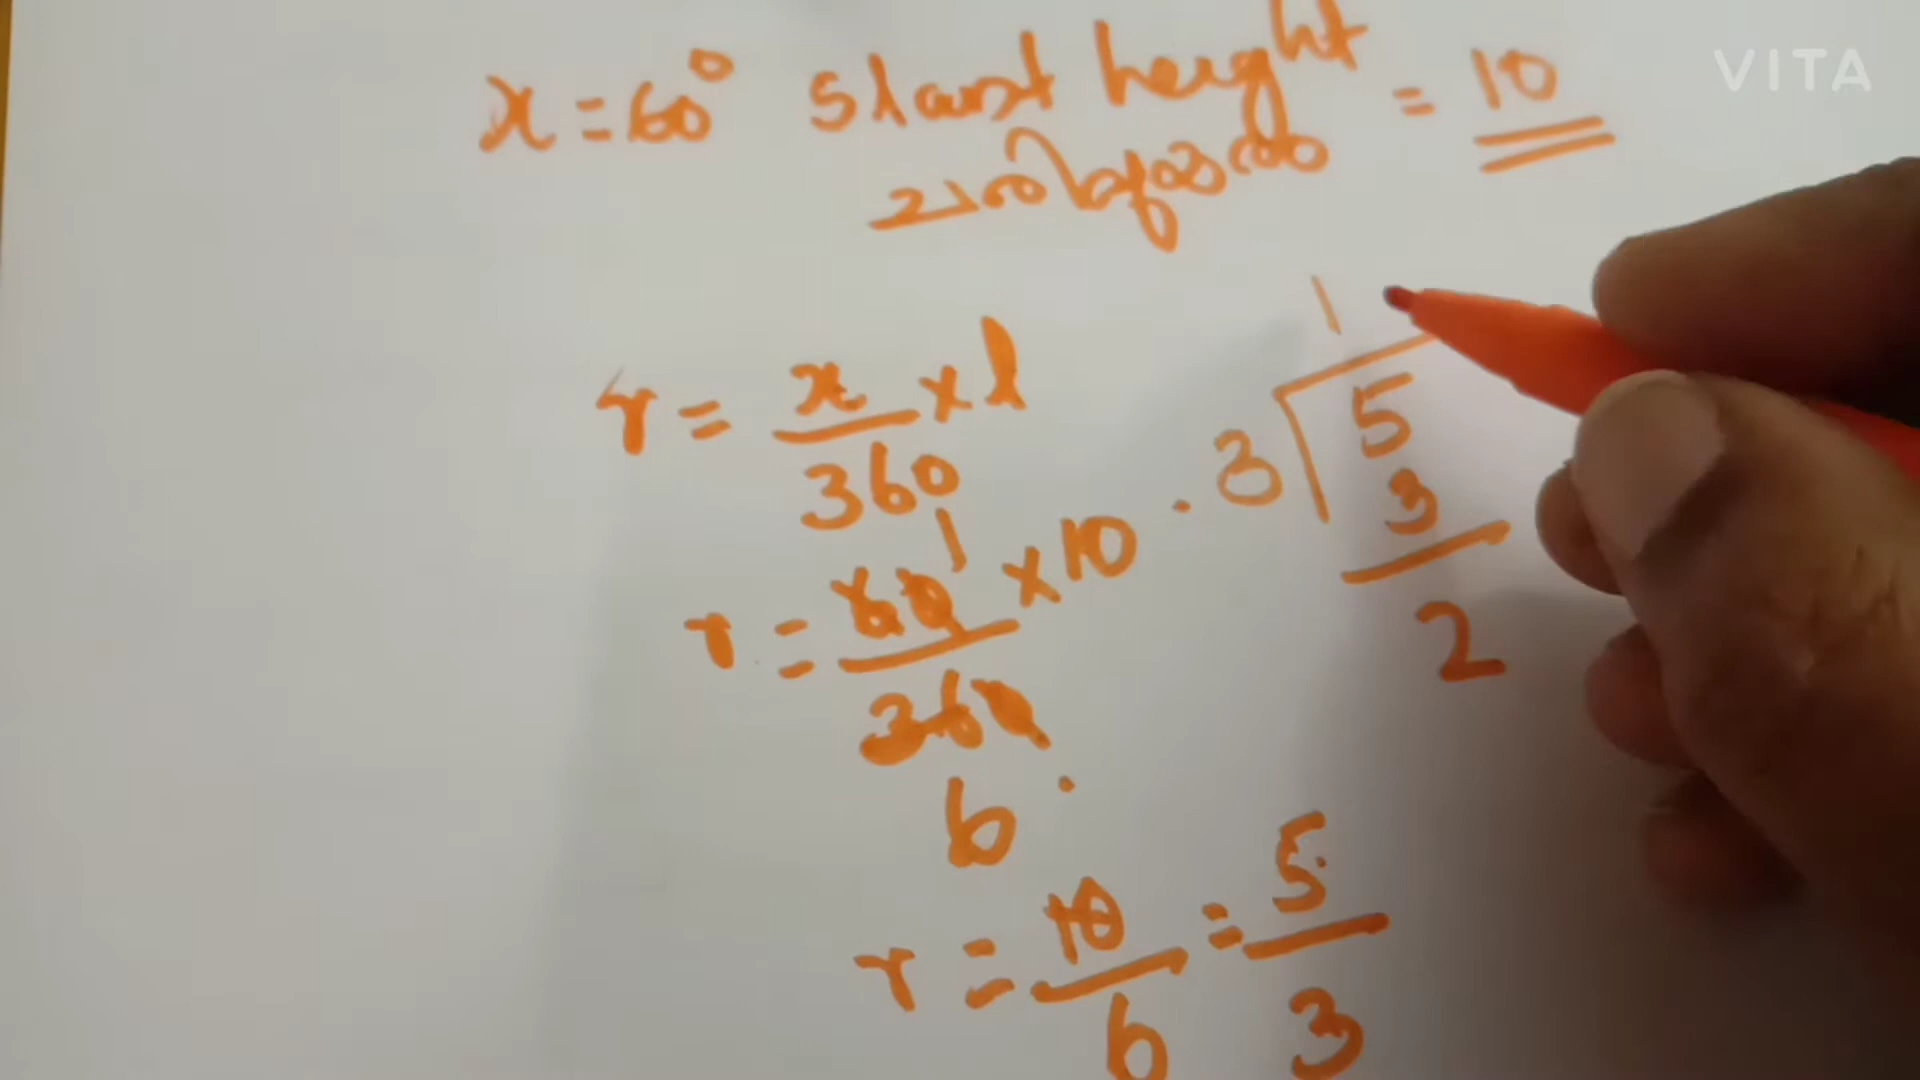 VITA
x = 60° Slant height = 10
r = x/360 × l
1
3 5
3
2
1
r = 60/360 × 10
6
r = 10/6 = 5/3